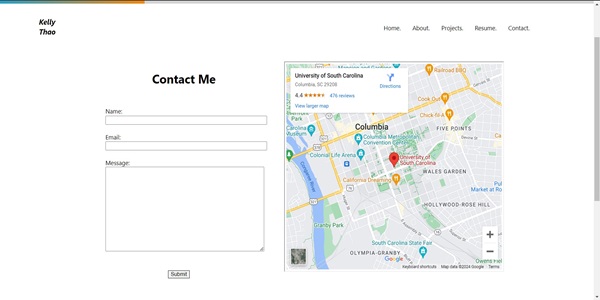 Kelly
Thao
Home.
About.
Projects.
Resume.
Contact.
Contact Me
Name:
Email:
Message:
Submit
University of South Carolina
Columbia, SC 29208
4.4
476 reviews
View larger map
Directions
Railroad BBQ
Cook Out
Chick-fil-A
Columbia
FIVE POINTS
Columbia Metropolitan
Convention Center
Colonial Life Arena
University of
South Carolina
WALES GARDEN
California Dreaming
HOLLYWOOD-ROSE HILL
Granby Park
OLYMPIA-GRANBY
South Carolina State Fair
Google
Keyboard shortcuts
Map data ©2024 Google
Terms